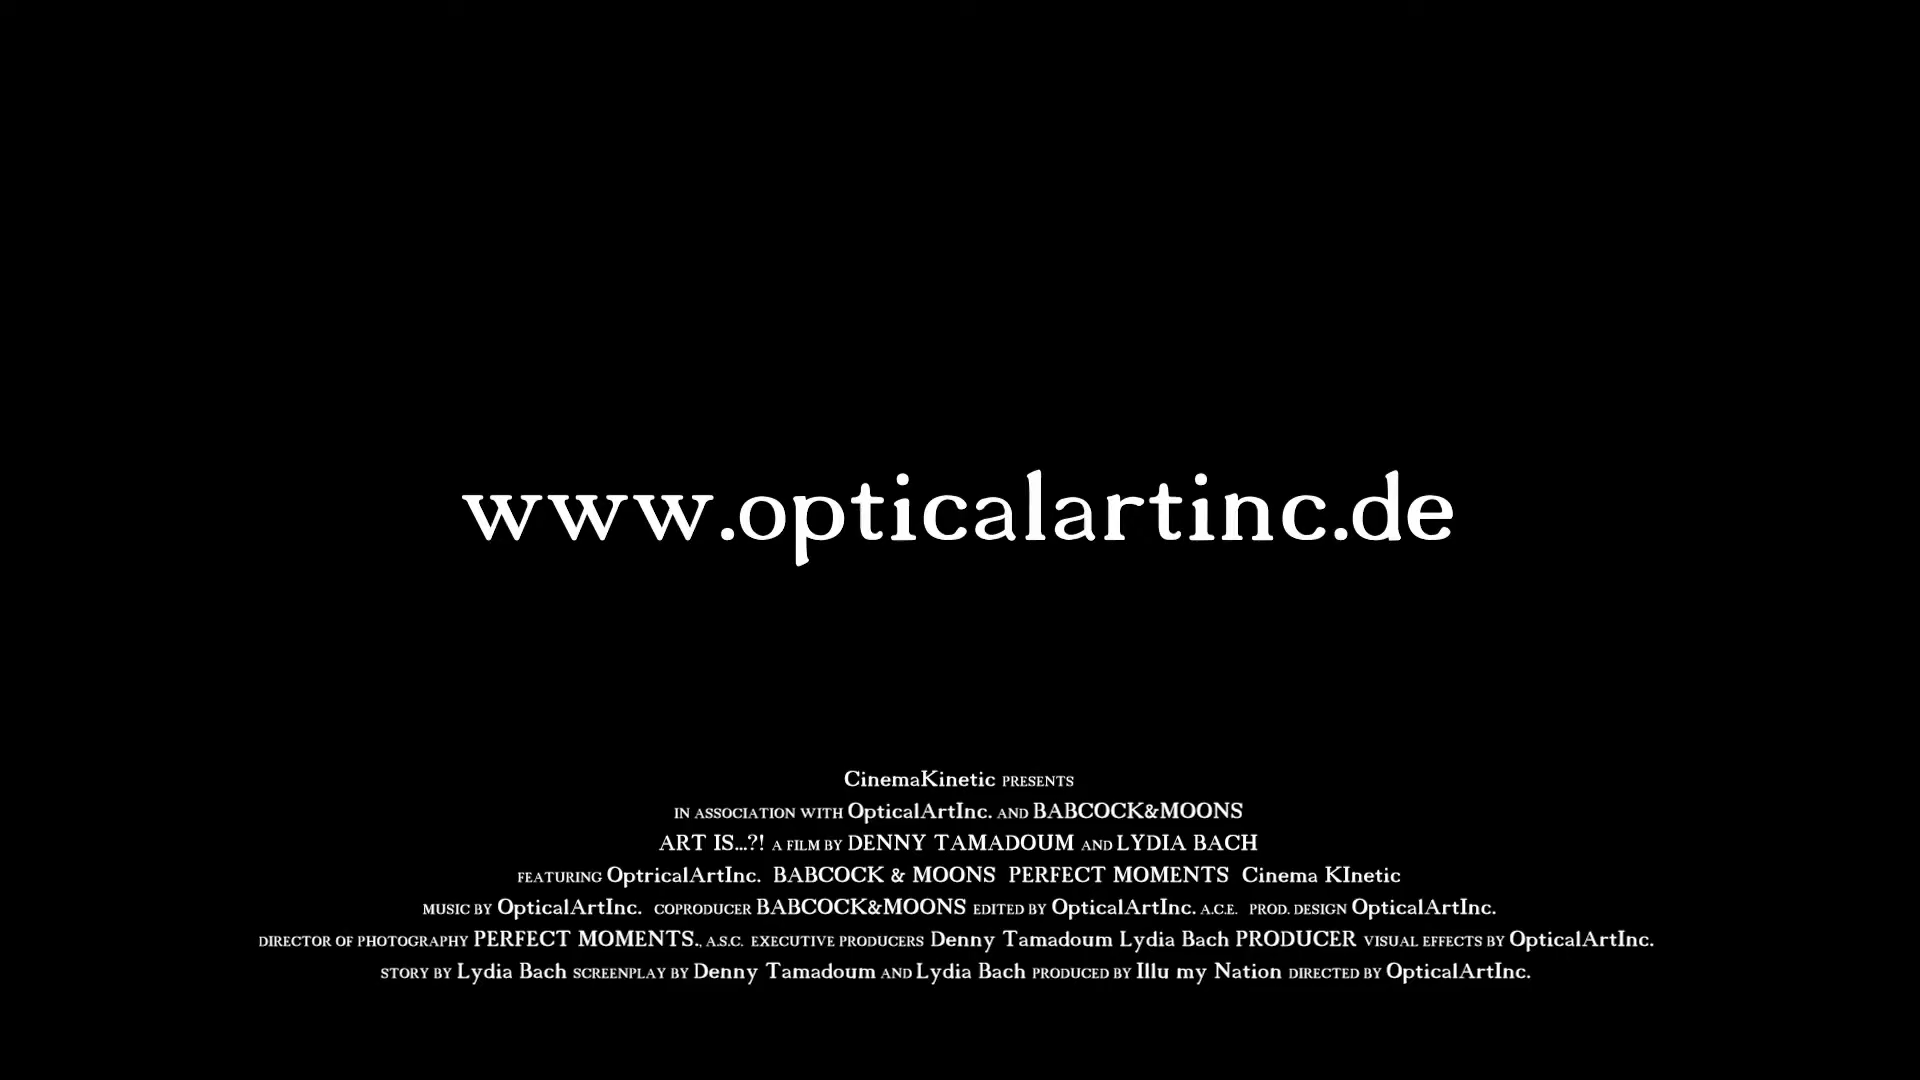 www.opticalartinc.de
CinemaKinetic PRESENTS
IN ASSOCIATION WITH OpticalArtInc. AND BABCOCK&MOONS
ART IS...?! A FILM BY DENNY TAMADOUM AND LYDIA BACH
FEATURING OptricalArtInc. BABCOCK & MOONS PERFECT MOMENTS Cinema KInetic
MUSIC BY OpticalArtInc. COPRODUCER BABCOCK&MOONS EDITED BY OpticalArtInc. A.C.E. PROD. DESIGN OpticalArtInc.
DIRECTOR OF PHOTOGRAPHY PERFECT MOMENTS., A.S.C. EXECUTIVE PRODUCERS Denny Tamadoum Lydia Bach PRODUCER VISUAL EFFECTS BY OpticalArtInc.
STORY BY Lydia Bach SCREENPLAY BY Denny Tamadoum AND Lydia Bach PRODUCED BY Illu my Nation DIRECTED BY OpticalArtInc.